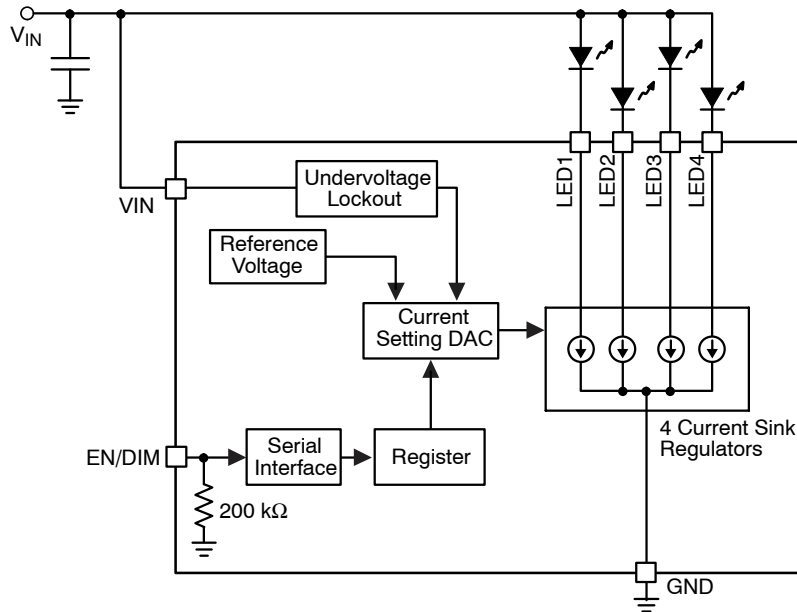 VIN
LED1
LED2
LED3
LED4
VIN
Undervoltage
Lockout
Reference
Voltage
Current
Setting DAC
4 Current Sink
Regulators
EN/DIM
Serial
Interface
Register
200 kΩ
GND